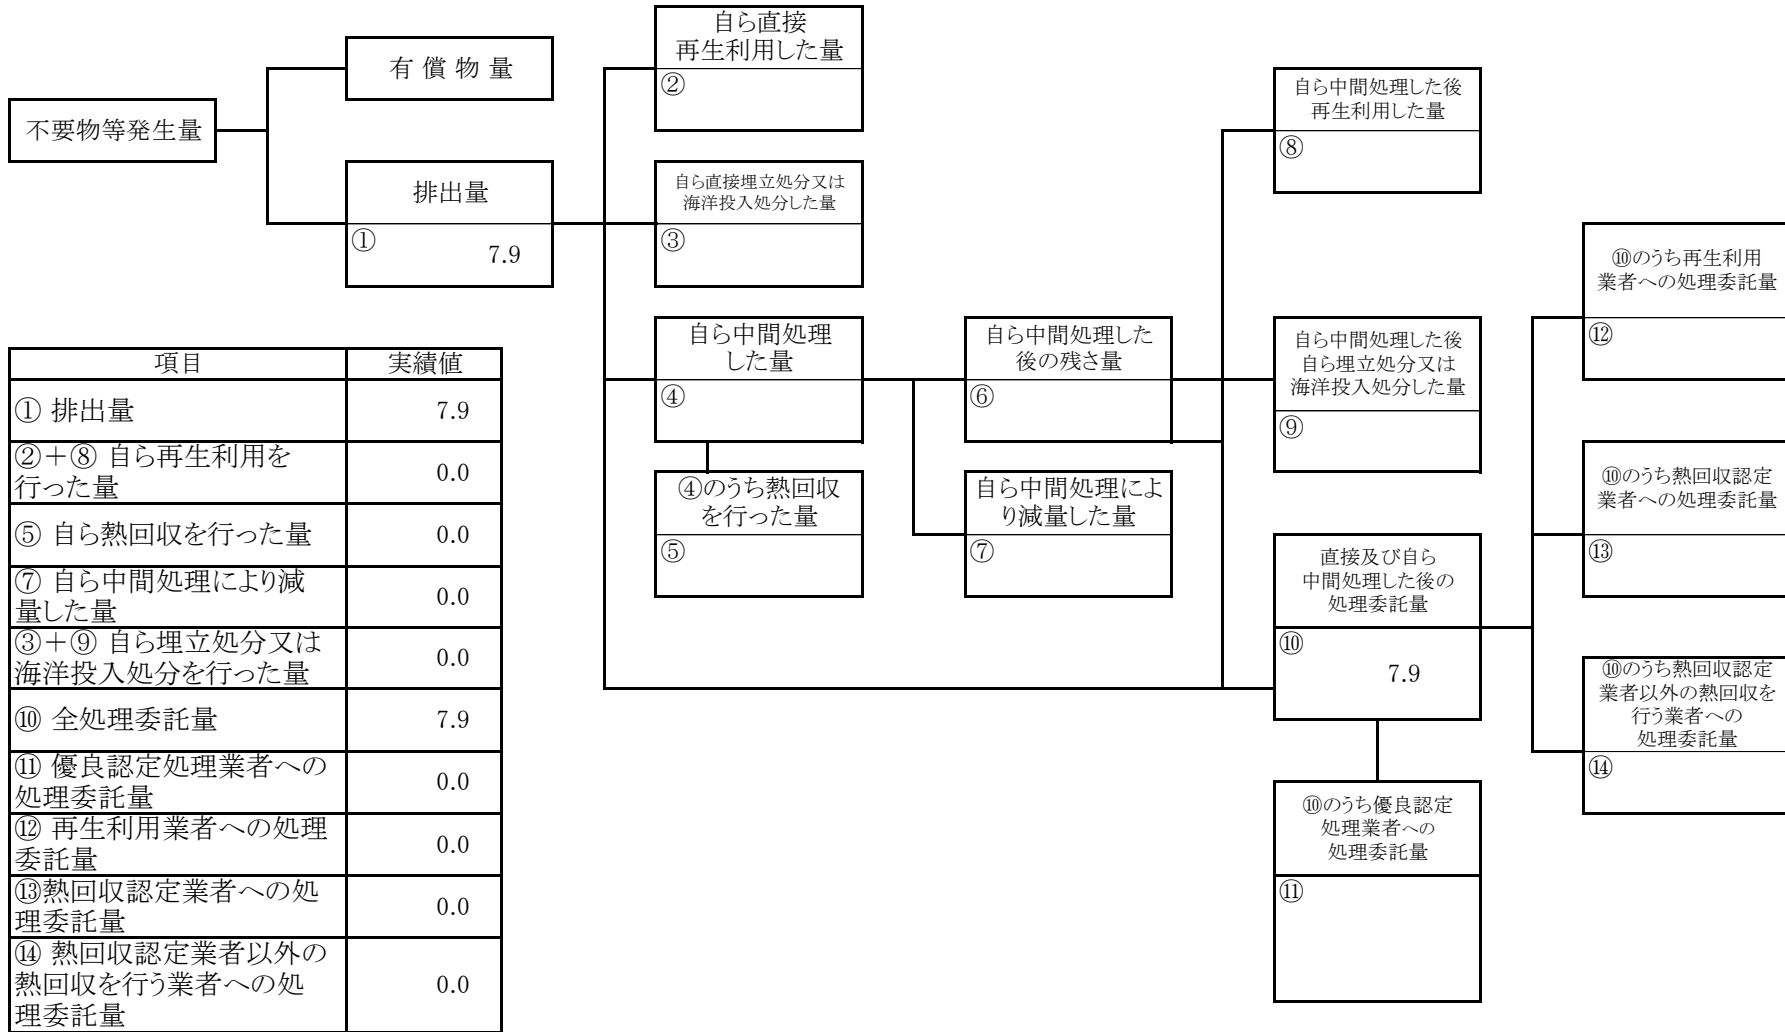 不要物等発生量
有 償 物 量
排出量
①
7.9
自ら直接
再生利用した量
②
自ら直接埋立処分又は
海洋投入処分した量
③
自ら中間処理
した量
④
④のうち熱回収
を行った量
⑤
自ら中間処理した
後の残さ量
⑥
自ら中間処理によ
り減量した量
⑦
自ら中間処理した後
再生利用した量
⑧
自ら中間処理した後
自ら埋立処分又は
海洋投入処分した量
⑨
直接及び自ら
中間処理した後の
処理委託量
⑩
7.9
⑩のうち優良認定
処理業者への
処理委託量
⑪
⑩のうち再生利用
業者への処理委託量
⑫
⑩のうち熱回収認定
業者への処理委託量
⑬
⑩のうち熱回収認定
業者以外の熱回収を
行う業者への
処理委託量
⑭
項目 実績値
① 排出量 7.9
②+⑧ 自ら再生利用を
行った量 0.0
⑤ 自ら熱回収を行った量 0.0
⑦ 自ら中間処理により減
量した量 0.0
③+⑨ 自ら埋立処分又は
海洋投入処分を行った量 0.0
⑩ 全処理委託量 7.9
⑪ 優良認定処理業者への
処理委託量 0.0
⑫ 再生利用業者への処理
委託量 0.0
⑬熱回収認定業者への処
理委託量 0.0
⑭ 熱回収認定業者以外の
熱回収を行う業者への処
理委託量 0.0